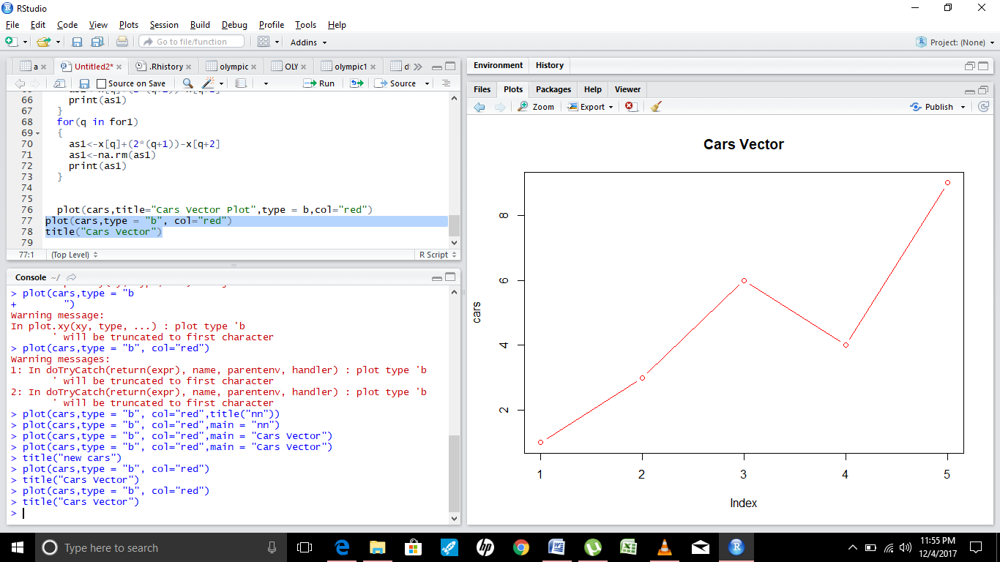 RStudio
File Edit Code View Plots Session Build Debug Profile Tools Help
Go to file/function Addins Project: (None)
a Untitled2* .Rhistory olympic OLY olympic1
Source on Save Run Source
66 print(as1)
67 }
68 for(q in for1)
69 {
70 as1<-x[q]+(2*(q+1))-x[q+2]
71 as1<-na.rm(as1)
72 print(as1)
73 }
74
75
76 plot(cars,title="Cars Vector Plot",type = b,col="red")
77 plot(cars,type = "b", col="red")
78 title("Cars Vector")
79
77:1 (Top Level) R Script
Console ~/
> plot(cars,type = "b
+ ")
Warning message:
In plot.xy(xy, type, ...) : plot type 'b
' will be truncated to first character
> plot(cars,type = "b", col="red")
Warning messages:
1: In doTryCatch(return(expr), name, parentenv, handler) : plot type 'b
' will be truncated to first character
2: In doTryCatch(return(expr), name, parentenv, handler) : plot type 'b
' will be truncated to first character
> plot(cars,type = "b", col="red",title("nn"))
> plot(cars,type = "b", col="red",main = "nn")
> plot(cars,type = "b", col="red",main = "Cars Vector")
> plot(cars,type = "b", col="red",main = "Cars Vector")
> title("new cars")
> plot(cars,type = "b", col="red")
> title("Cars Vector")
> plot(cars,type = "b", col="red")
> title("Cars Vector")
>
Environment History
Files Plots Packages Help Viewer
Zoom Export Publish
Cars Vector
8
6
4
2
cars
1 2 3 4 5
Index
Type here to search
11:55 PM
12/4/2017